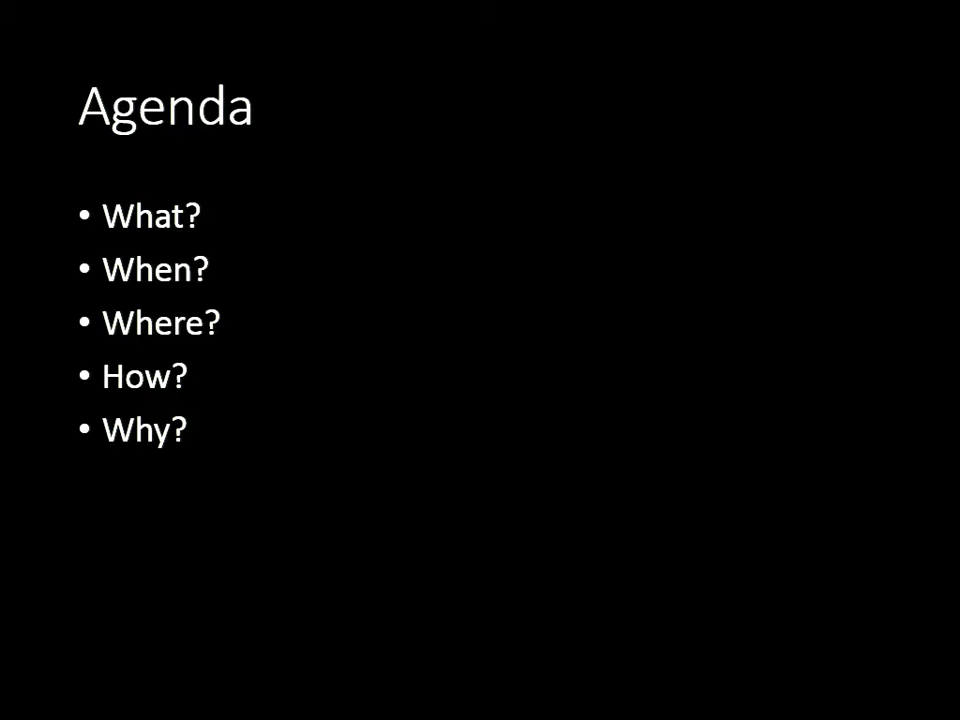 Agenda
• What?
• When?
• Where?
• How?
• Why?